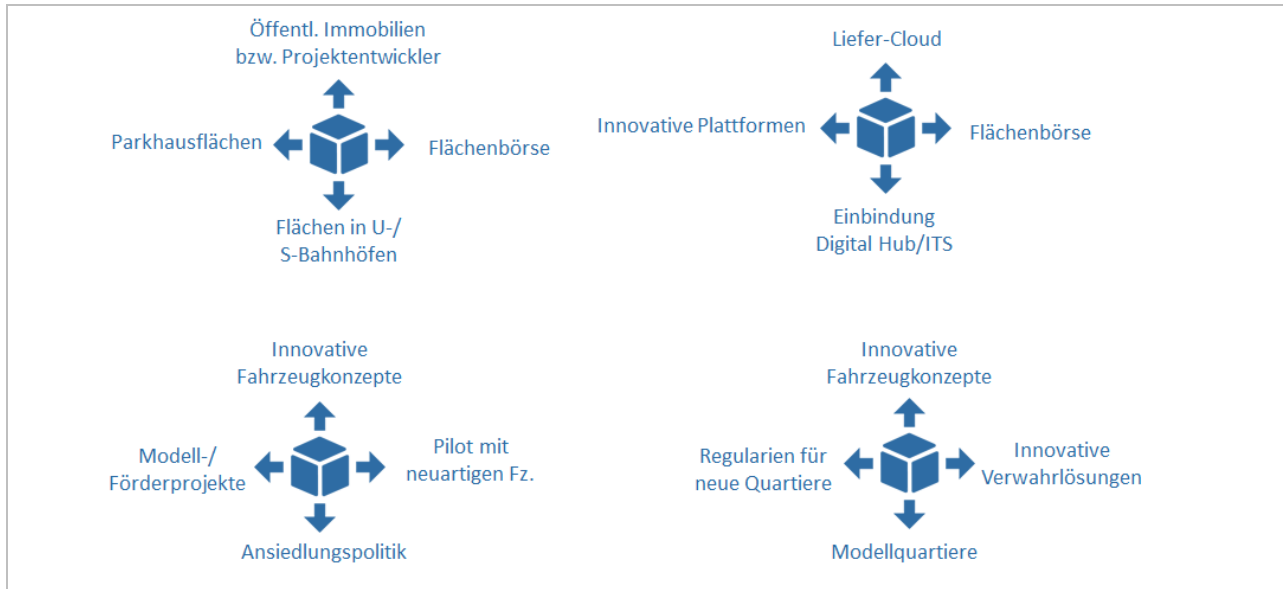 Öffentl. Immobilien
bzw. Projektentwickler
Parkhausflächen
Flächenbörse
Flächen in U-/
S-Bahnhöfen
Liefer-Cloud
Innovative Plattformen
Flächenbörse
Einbindung
Digital Hub/ITS
Innovative
Fahrzeugkonzepte
Modell-/
Förderprojekte
Pilot mit
neuartigen Fz.
Ansiedlungspolitik
Innovative
Fahrzeugkonzepte
Regularien für
neue Quartiere
Innovative
Verwahrlösungen
Modellquartiere